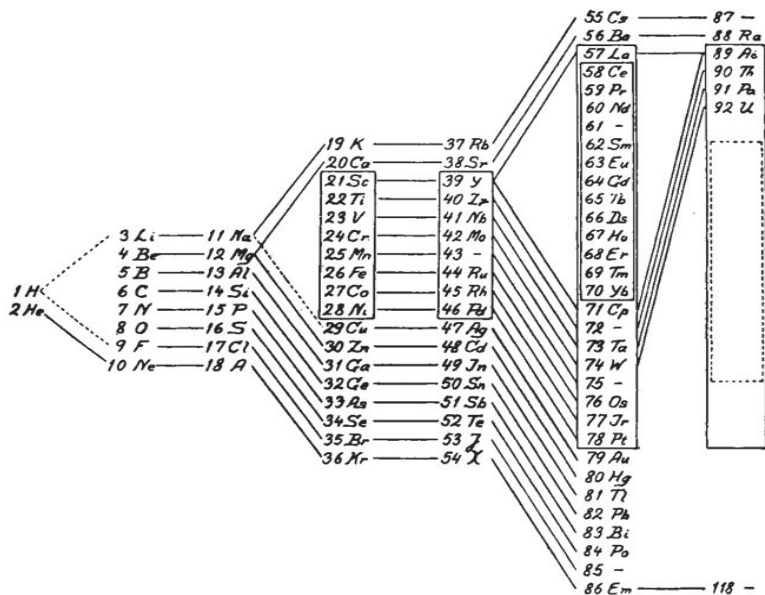 1 H
2 He
3 Li
4 Be
5 B
6 C
7 N
8 O
9 F
10 Ne
11 Na
12 Mg
13 Al
14 Si
15 P
16 S
17 Cl
18 A
19 K
20 Ca
21 Sc
22 Ti
23 V
24 Cr
25 Mn
26 Fe
27 Co
28 Ni
29 Cu
30 Zn
31 Ga
32 Ge
33 As
34 Se
35 Br
36 Kr
37 Rb
38 Sr
39 Y
40 Zr
41 Nb
42 Mo
43 -
44 Ru
45 Rh
46 Pd
47 Ag
48 Cd
49 Jn
50 Sn
51 Sb
52 Te
53 J
54 X
55 Cs
56 Ba
57 La
58 Ce
59 Pr
60 Nd
61 -
62 Sm
63 Eu
64 Gd
65 Tb
66 Ds
67 Ho
68 Er
69 Tm
70 Yb
71 Cp
72 -
73 Ta
74 W
75 -
76 Os
77 Jr
78 Pt
79 Au
80 Hg
81 Tl
82 Pb
83 Bi
84 Po
85 -
86 Em
87 -
88 Ra
89 Ac
90 Th
91 Pa
92 U
118 -